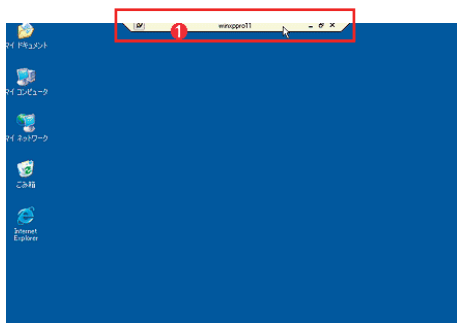 winxppro11
1
マイ ドキュメント
マイ コンピュータ
マイ ネットワーク
ごみ箱
Internet
Explorer